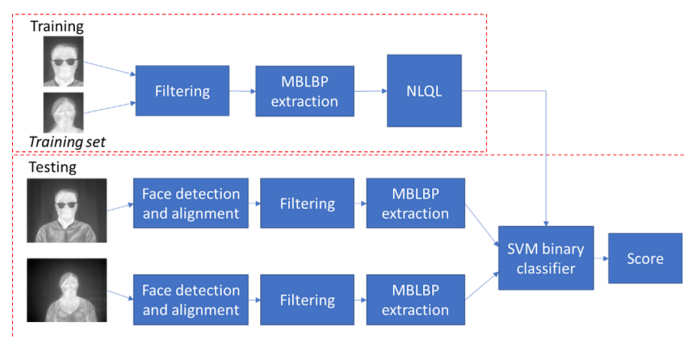 Training
Filtering
MBLBP
extraction
NLQL
Training set
Testing
Face detection
and alignment
Filtering
MBLBP
extraction
SVM binary
classifier
Score
Face detection
and alignment
Filtering
MBLBP
extraction